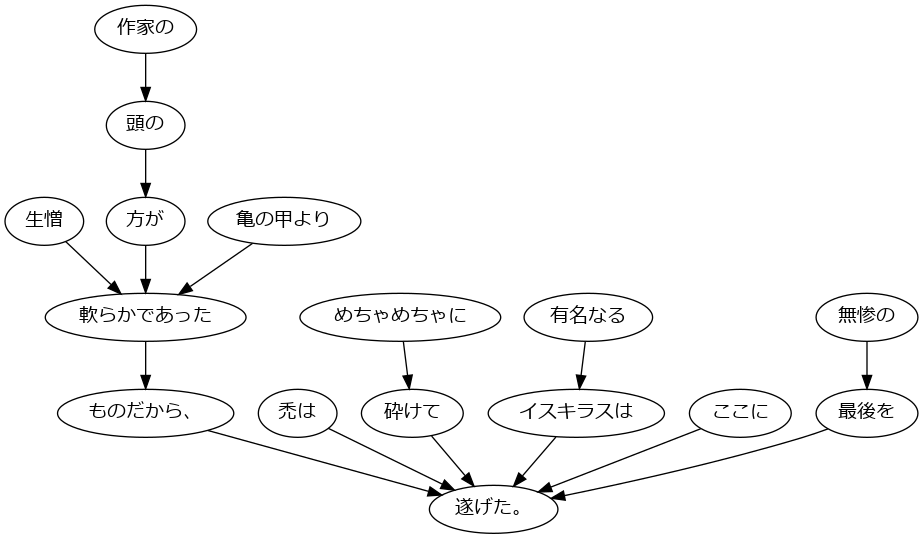 作家の
頭の
生憎
方が
亀の甲より
軟らかであった
めちゃめちゃに
有名なる
無惨の
ものだから、
禿は
砕けて
イスキラスは
ここに
最後を
遂げた。